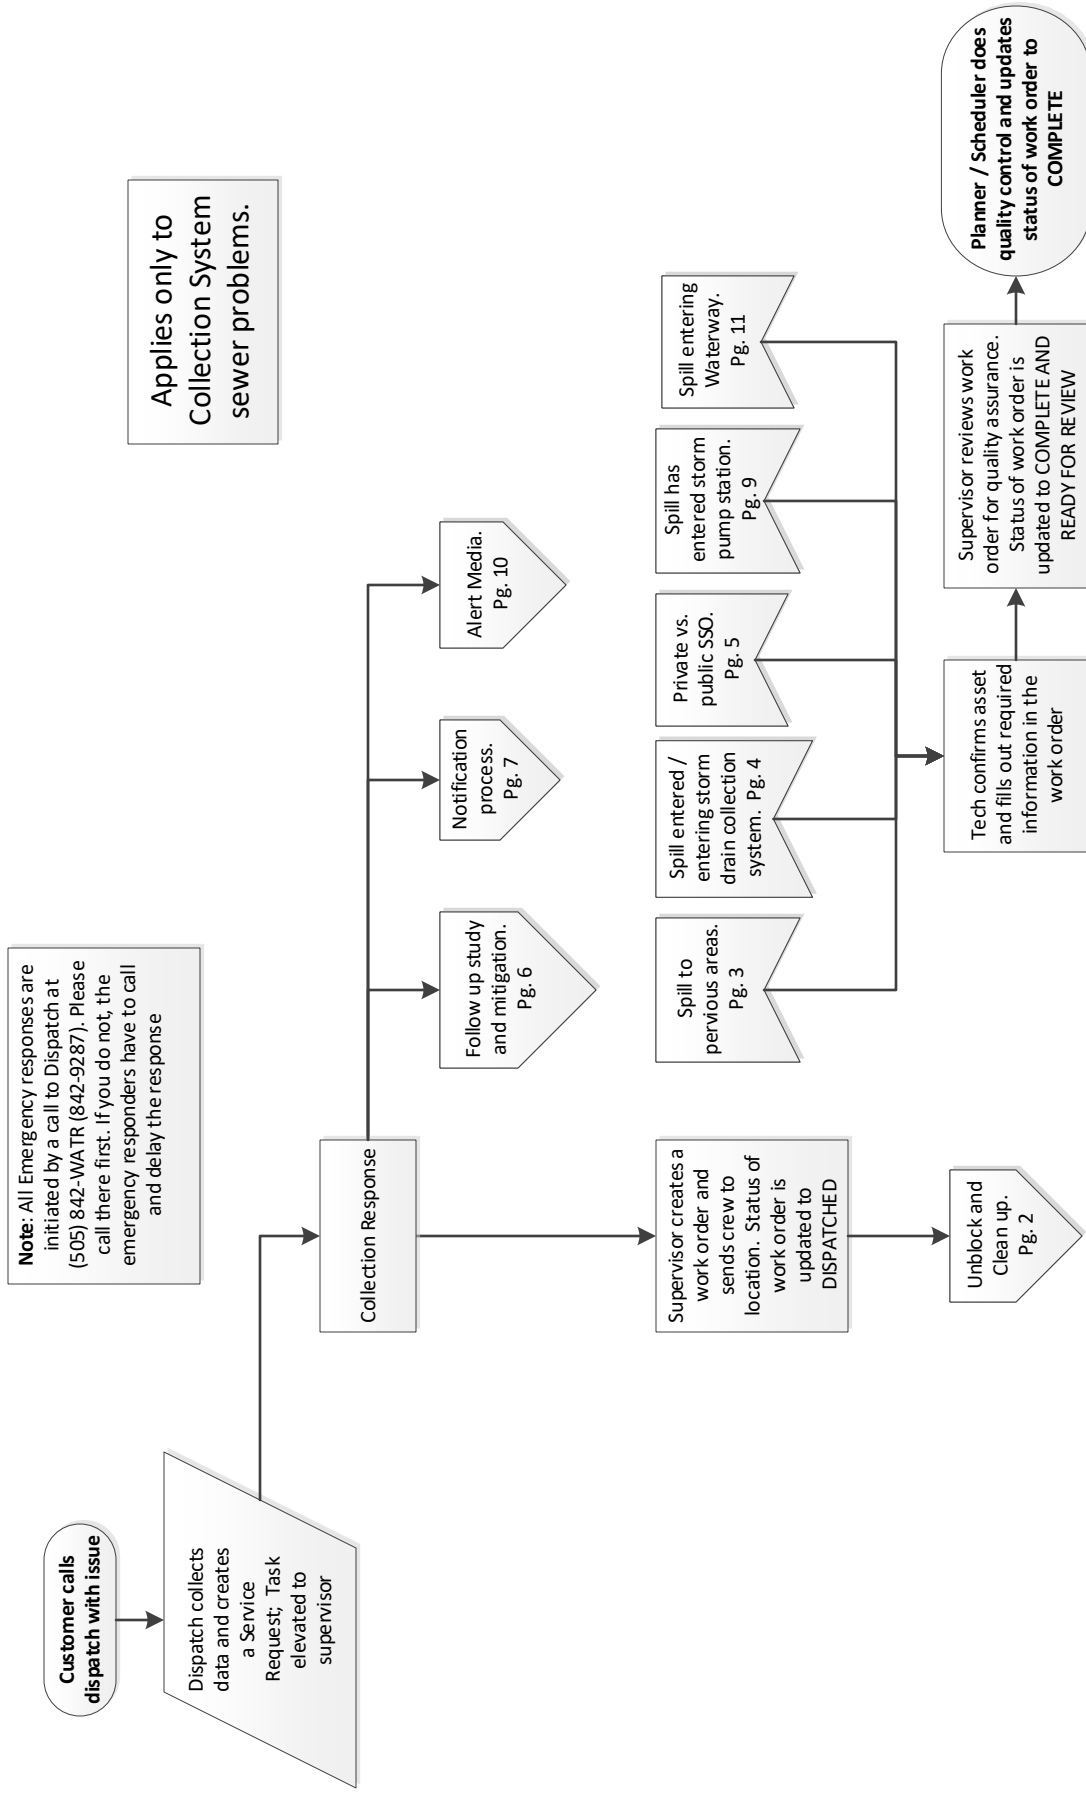 Customer calls
dispatch with issue
Note: All Emergency responses are
initiated by a call to Dispatch at
(505) 842-WATR (842-9287). Please
call there first. If you do not, the
emergency responders have to call
and delay the response
Applies only to
Collection System
sewer problems.
Dispatch collects
data and creates
a Service
Request; Task
elevated to
supervisor
Collection Response
Follow up study
and mitigation.
Pg. 6
Notification
process.
Pg. 7
Alert Media.
Pg. 10
Supervisor creates a
work order and
sends crew to
location. Status of
work order is
updated to
DISPATCHED
Spill to
pervious areas.
Pg. 3
Spill entered /
entering storm
drain collection
system. Pg. 4
Private vs.
public SSO.
Pg. 5
Spill has
entered storm
pump station.
Pg. 9
Spill entering
Waterway.
Pg. 11
Unblock and
Clean up.
Pg. 2
Tech confirms asset
and fills out required
information in the
work order
Supervisor reviews work
order for quality assurance.
Status of work order is
updated to COMPLETE AND
READY FOR REVIEW
Planner / Scheduler does
quality control and updates
status of work order to
COMPLETE